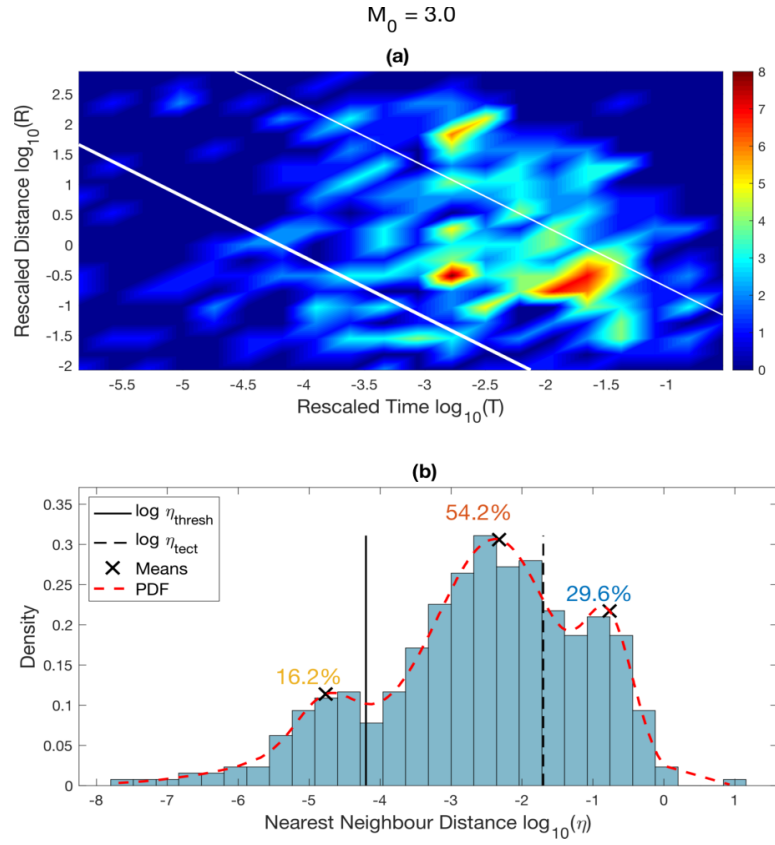 M0 = 3.0
(a)
Rescaled Distance log10(R)
2.5
2
1.5
1
0.5
0
-0.5
-1
-1.5
-2
-5.5 -5 -4.5 -4 -3.5 -3 -2.5 -2 -1.5 -1
Rescaled Time log10(T)
8
7
6
5
4
3
2
1
0
(b)
Density
0.35
0.3
0.25
0.2
0.15
0.1
0.05
0
log ηthresh
log ηtect
Means
PDF
16.2%
54.2%
29.6%
-8 -7 -6 -5 -4 -3 -2 -1 0 1
Nearest Neighbour Distance log10(η)